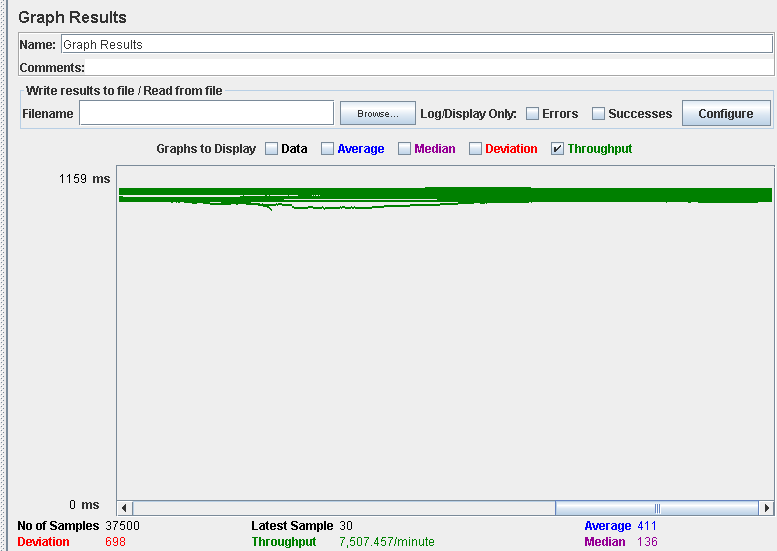 Graph Results
Name: Graph Results
Comments:
Write results to file / Read from file
Filename Browse... Log/Display Only: Errors Successes Configure
Graphs to Display Data Average Median Deviation Throughput
1159 ms
0 ms
No of Samples 37500 Latest Sample 30 Average 411
Deviation 698 Throughput 7,507.457/minute Median 136